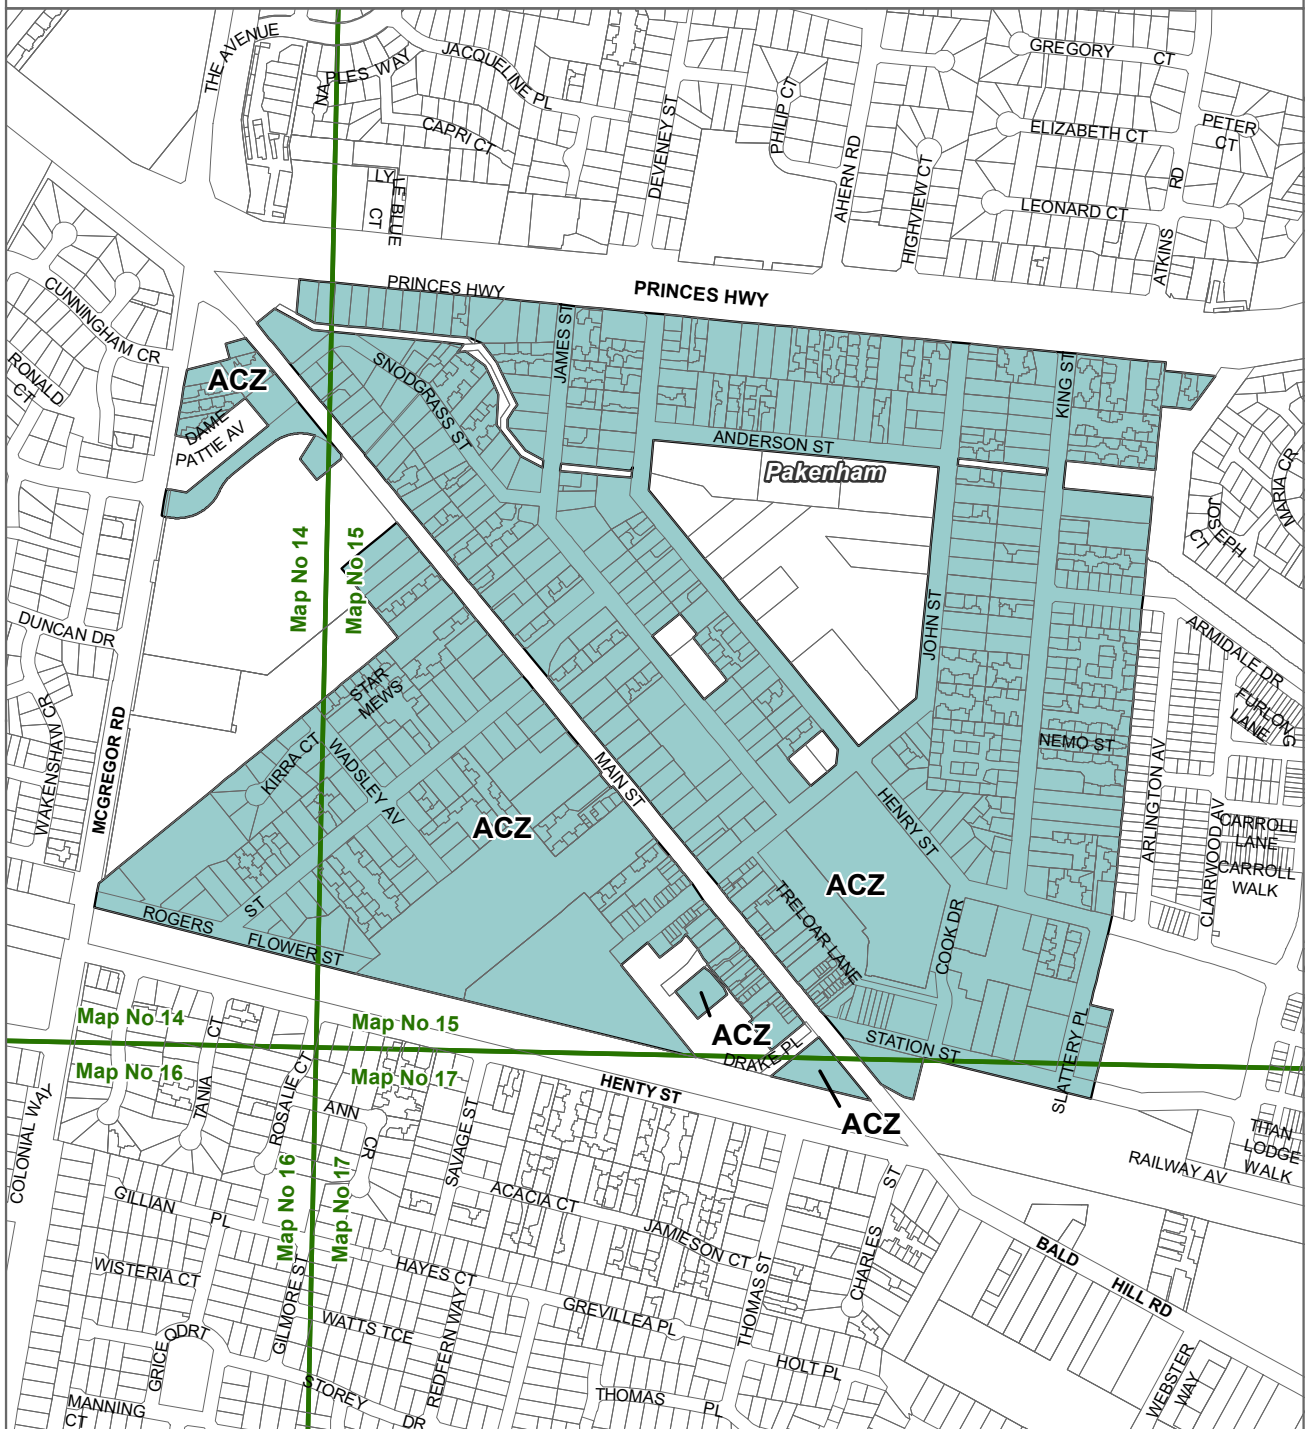 THE AVENUE
NAPLES WAY
JACQUELINE PL
CAPRI CT
LY
LE BLUE
CT
DEVENEY ST
PHILIP CT
AHERN RD
HIGHVIEW CT
GREGORY CT
ELIZABETH CT
PETER
CT
LEONARD CT
ATKINS RD
PRINCES HWY
PRINCES HWY
CUNNINGHAM CR
RONALD
CT
ACZ
DAME
PATTIE AV
SNODGRASS ST
JAMES ST
KING ST
ANDERSON ST
Pakenham
MARIA CR
JOSEPH
CT
Map No 14
Map No 15
DUNCAN DR
JOHN ST
ARMIDALE DR
FURLONG
LANE
STAR
MEWS
WAKENSHAW CR
MCGREGOR RD
KIRRA CT
WADSLEY AV
MAIN ST
NEMO ST
ARLINGTON AV
CLAIRWOOD AV
CARROLL
LANE
CARROLL
WALK
HENRY ST
ACZ
ACZ
TRELOAR LANE
COOK DR
ROGERS ST
FLOWER ST
Map No 14
Map No 15
ACZ
DRAKE PL
STATION ST
SLATTERY PL
Map No 16
Map No 17
HENTY ST
ACZ
COLONIAL WAY
TANIA CT
ROSALIE CT
ANN
CR
SAVAGE ST
TITAN
LODGE
WALK
RAILWAY AV
GILLIAN PL
Map No 16
Map No 17
ACACIA CT
JAMIESON CT
CHARLES ST
BALD HILL RD
WISTERIA CT
GILMORE ST
HAYES CT
GREVILLEA PL
THOMAS ST
WATTS TCE
REDFERN WAY
QDRT
GRICE
HOLT PL
WEBSTER
WAY
STOREY DR
THOMAS PL
MANNING
CT